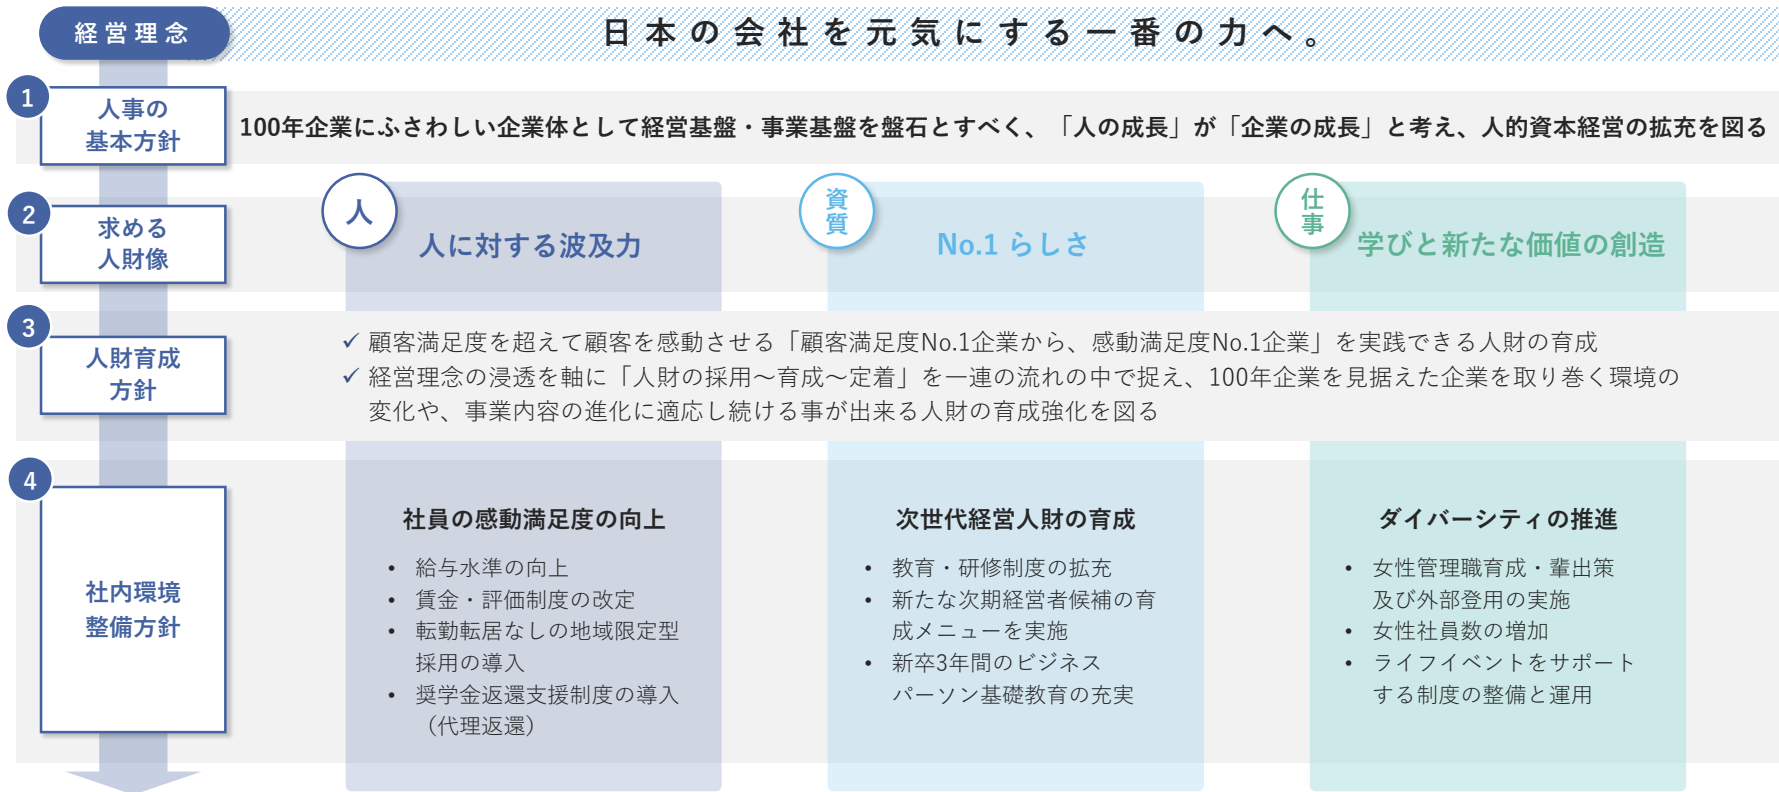 経営理念
日本の会社を元気にする一番の力へ。
1
人事の
基本方針
100年企業にふさわしい企業体として経営基盤・事業基盤を盤石とすべく、「人の成長」が「企業の成長」と考え、人的資本経営の拡充を図る
2
求める
人財像
人
人に対する波及力
資質
No.1 らしさ
仕事
学びと新たな価値の創造
3
人財育成
方針
✓ 顧客満足度を超えて顧客を感動させる「顧客満足度No.1企業から、感動満足度No.1企業」を実践できる人財の育成
✓ 経営理念の浸透を軸に「人財の採用～育成～定着」を一連の流れの中で捉え、100年企業を見据えた企業を取り巻く環境の
変化や、事業内容の進化に適応し続ける事が出来る人財の育成強化を図る
4
社内環境
整備方針
社員の感動満足度の向上
• 給与水準の向上
• 賃金・評価制度の改定
• 転勤転居なしの地域限定型
採用の導入
• 奨学金返還支援制度の導入
（代理返還）
次世代経営人財の育成
• 教育・研修制度の拡充
• 新たな次期経営者候補の育
成メニューを実施
• 新卒3年間のビジネス
パーソン基礎教育の充実
ダイバーシティの推進
• 女性管理職育成・輩出策
及び外部登用の実施
• 女性社員数の増加
• ライフイベントをサポート
する制度の整備と運用